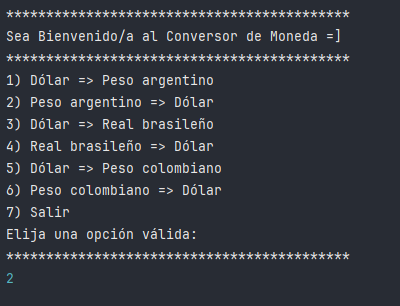 *******************************************
Sea Bienvenido/a al Conversor de Moneda =]
*******************************************
1) Dólar => Peso argentino
2) Peso argentino => Dólar
3) Dólar => Real brasileño
4) Real brasileño => Dólar
5) Dólar => Peso colombiano
6) Peso colombiano => Dólar
7) Salir
Elija una opción válida:
*******************************************
2